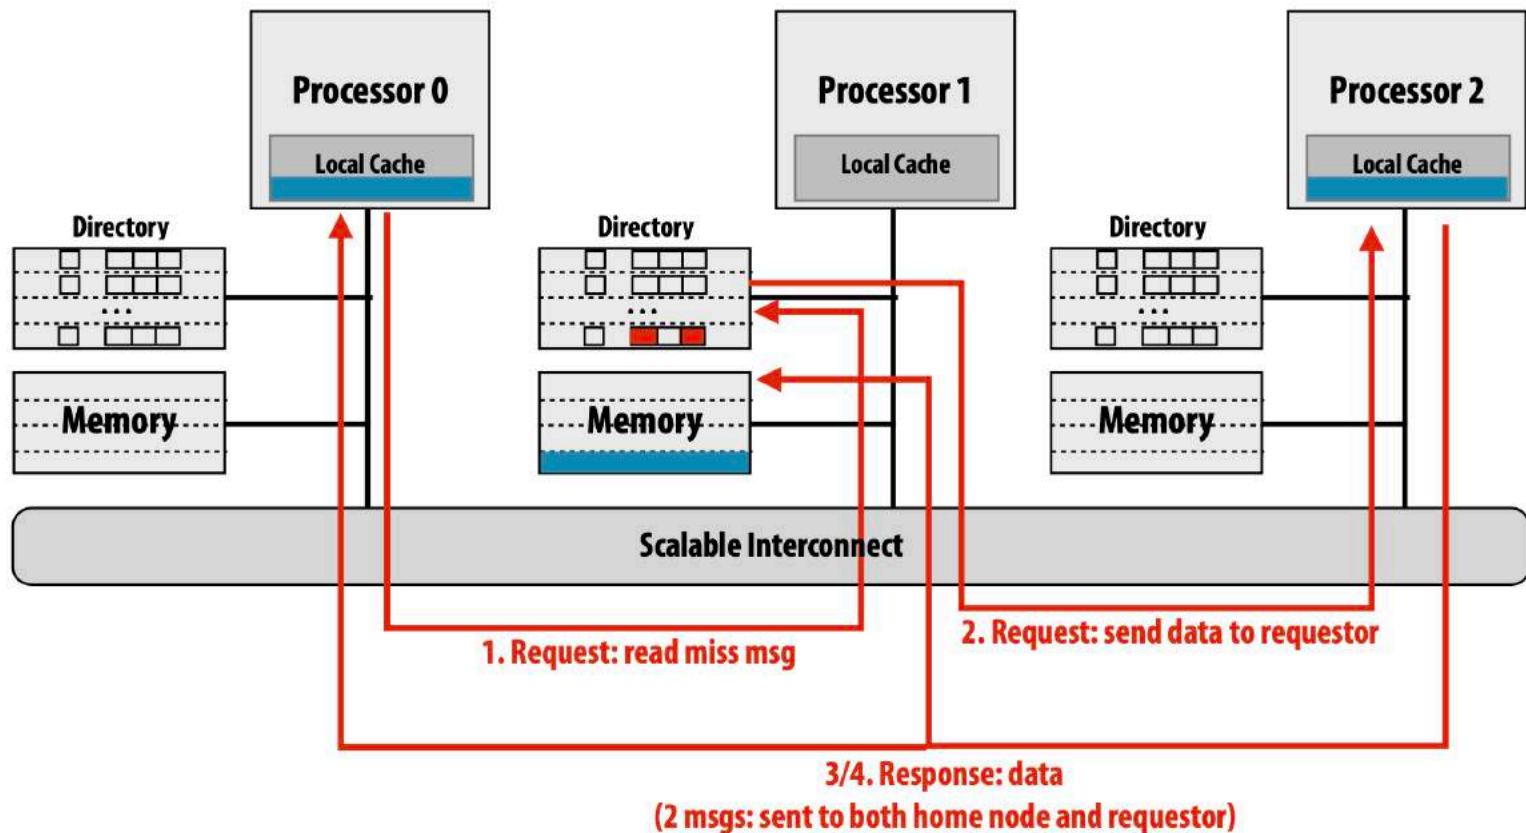 Processor 0
Processor 1
Processor 2
Local Cache
Local Cache
Local Cache
Directory
Directory
Directory
...
...
...
Memory
Memory
Memory
Scalable Interconnect
1. Request: read miss msg
2. Request: send data to requestor
3/4. Response: data
(2 msgs: sent to both home node and requestor)